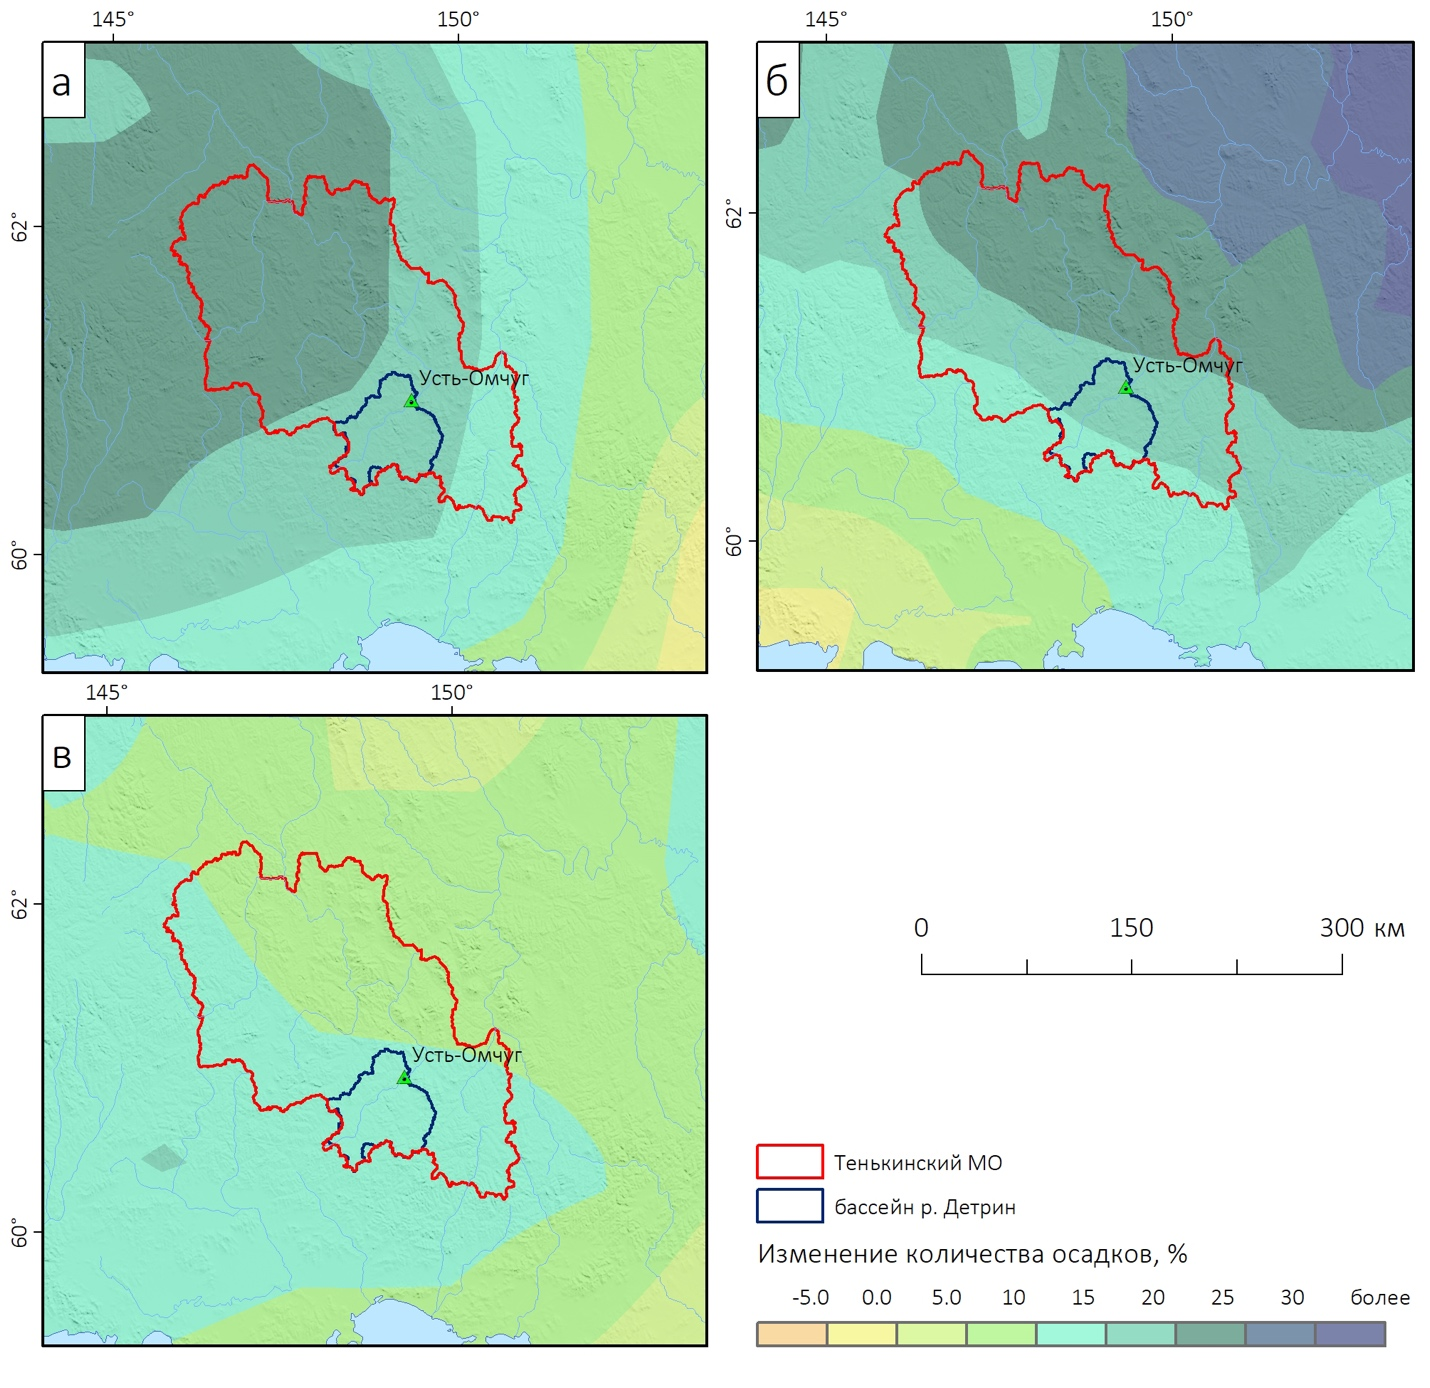 145° 150°
145° 150°
а
б
62°
62°
Усть-Омчуг
Усть-Омчуг
60°
60°
145° 150°
в
62°
0 150 300 км
Усть-Омчуг
Тенькинский МО
бассейн р. Детрин
60°
Изменение количества осадков, %
-5.0 0.0 5.0 10 15 20 25 30 более